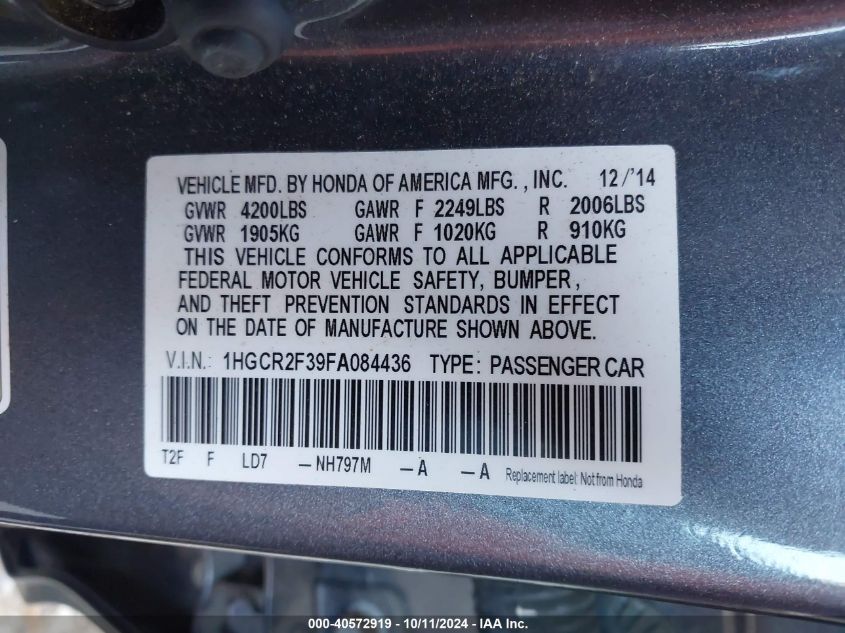 VEHICLE MFD. BY HONDA OF AMERICA MFG., INC. 12/'14
GVWR 4200LBS GAWR F 2249LBS R 2006LBS
GVWR 1905KG GAWR F 1020KG R 910KG
THIS VEHICLE CONFORMS TO ALL APPLICABLE
FEDERAL MOTOR VEHICLE SAFETY, BUMPER,
AND THEFT PREVENTION STANDARDS IN EFFECT
ON THE DATE OF MANUFACTURE SHOWN ABOVE.
V.I.N.: 1HGCR2F39FA084436 TYPE: PASSENGER CAR
T2F F LD7 –NH797M –A –A Replacement label: Not from Honda
000-40572919 - 10/11/2024 - IAA Inc.